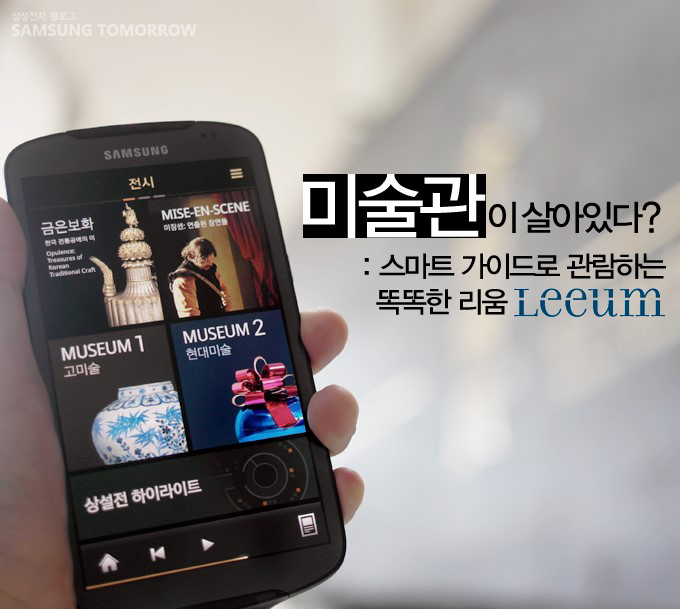 삼성전자 블로그
SAMSUNG TOMORROW
SAMSUNG
전시
금은보화
한국 전통공예의 미
Opulence:
Treasures of
Korean
Traditional Craft
MISE-EN-SCENE
미장센: 연출된 장면들
MUSEUM 1
고미술
MUSEUM 2
현대미술
상설전 하이라이트
미술관이 살아있다?
: 스마트 가이드로 관람하는
똑똑한 리움 Leeum